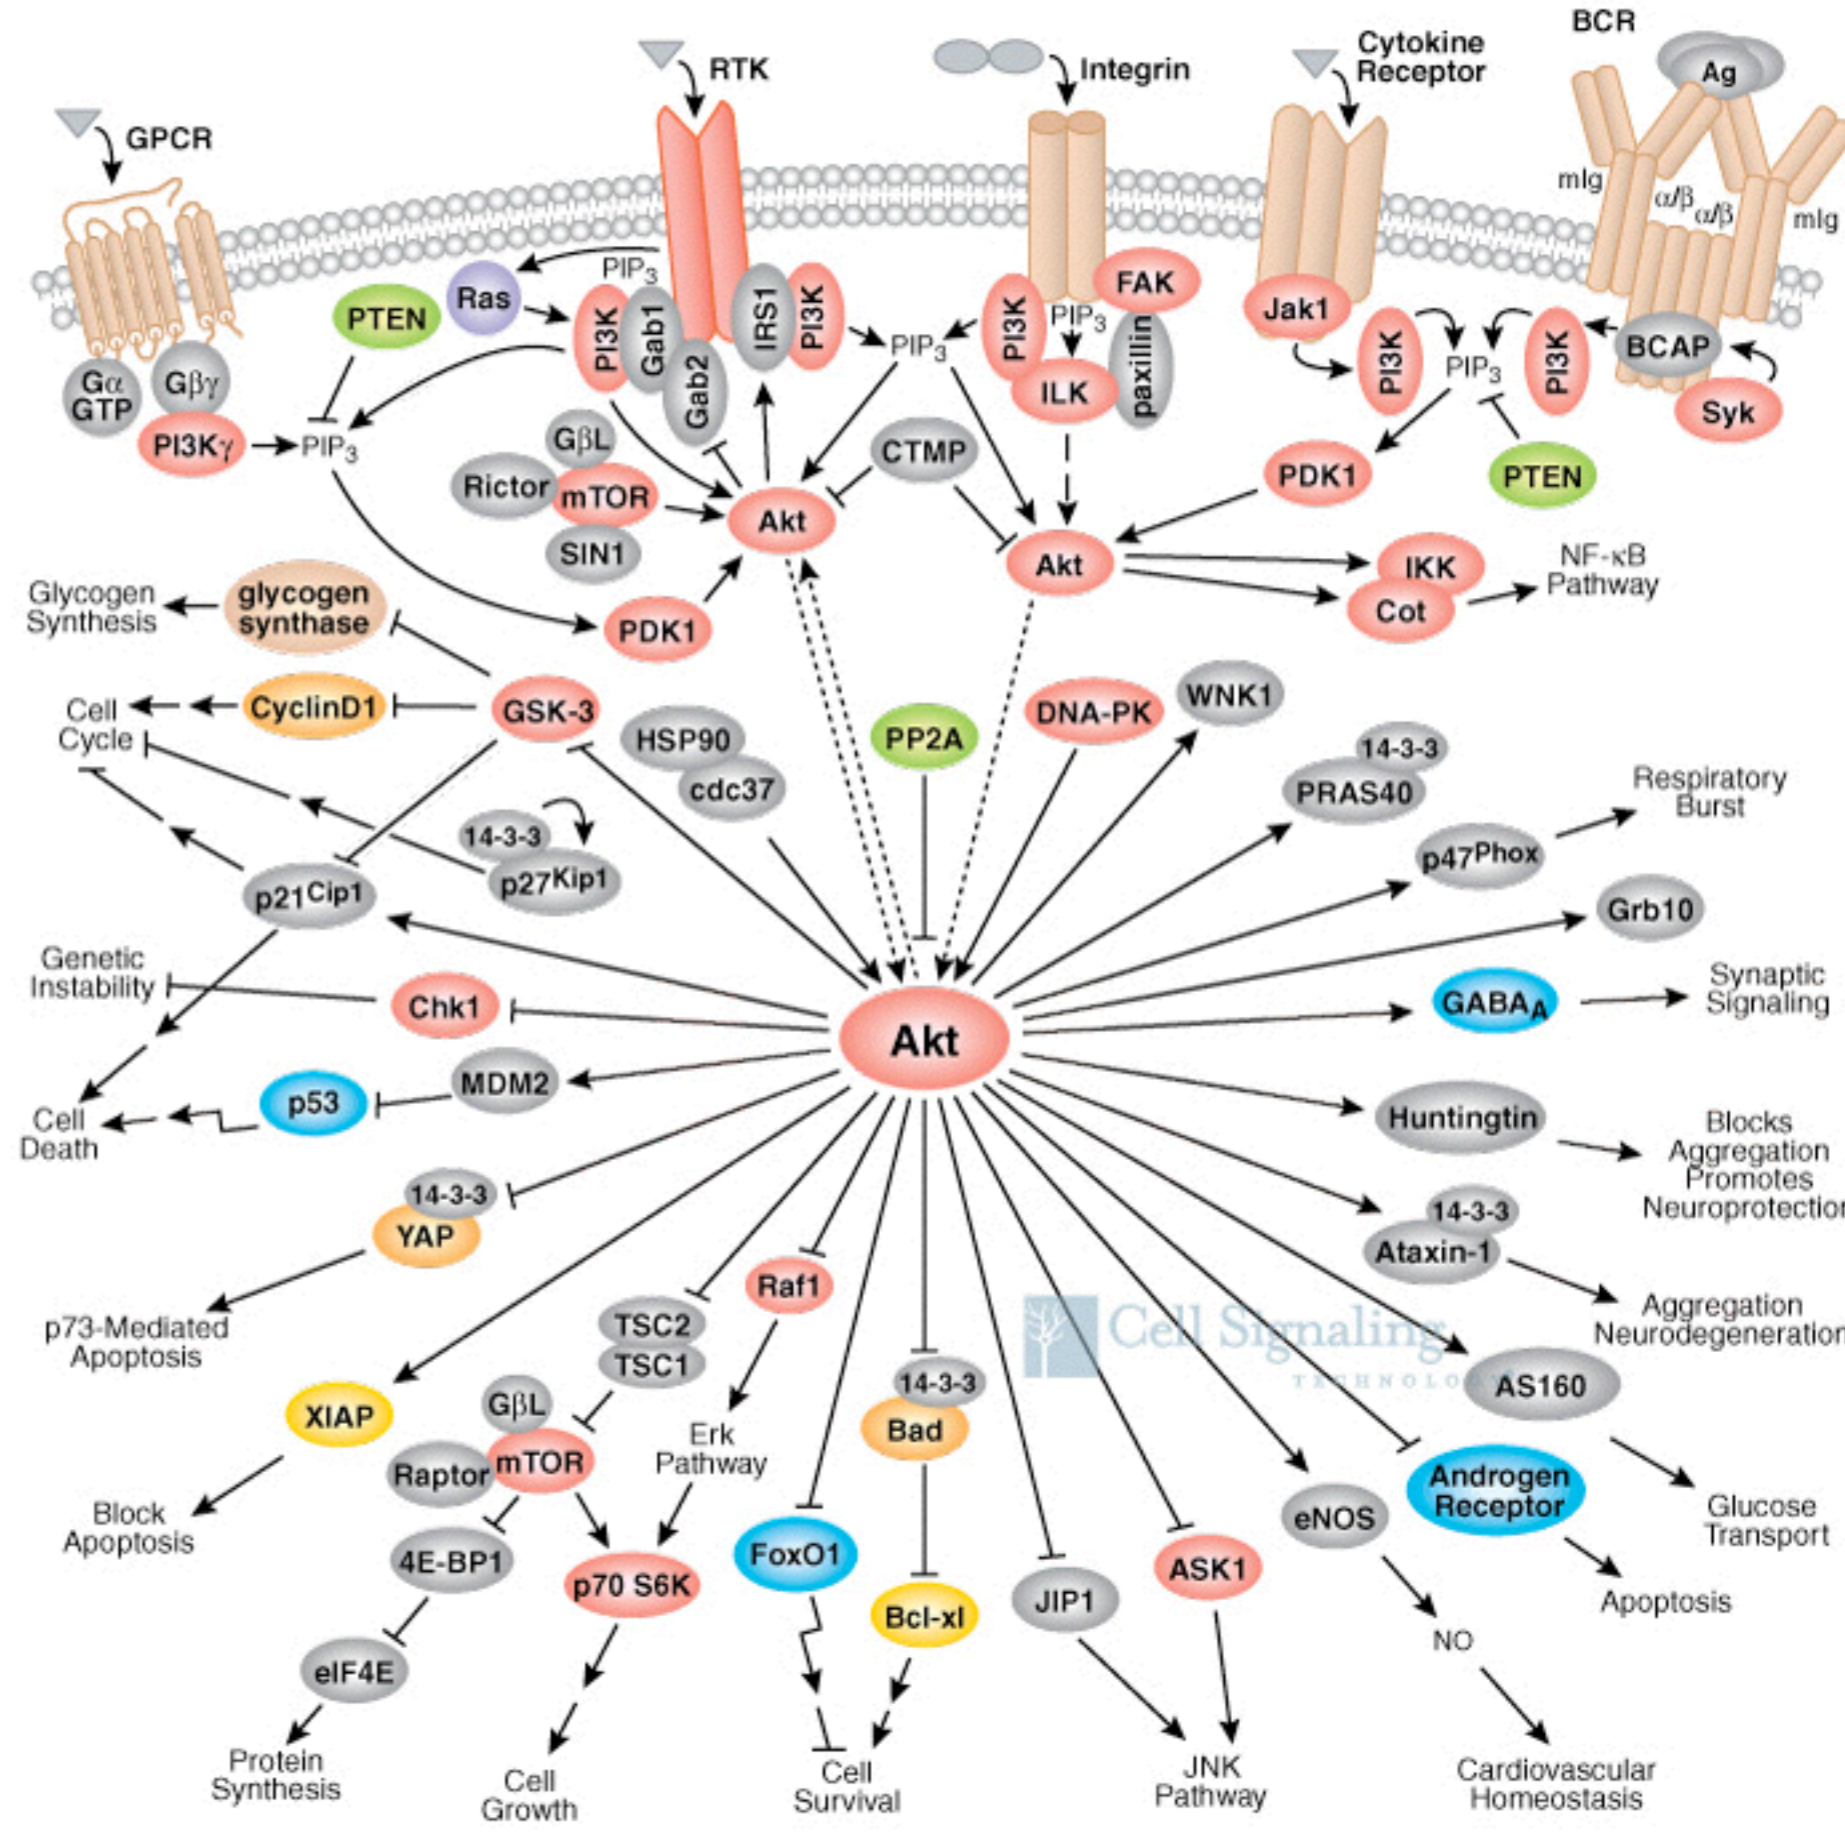 BCR
Ag
RTK
Integrin
Cytokine
Receptor
GPCR
mIg
α/β
α/β
mIg
PIP3
FAK
PTEN
Ras
PI3K
Gab1
IRS1
PI3K
PI3K
PIP3
Jak1
Gα
GTP
Gβγ
Gab2
PIP3
paxillin
PI3K
PIP3
PI3K
BCAP
ILK
Syk
PI3Kγ
PIP3
GβL
CTMP
PDK1
PTEN
Rictor
mTOR
Akt
SIN1
Akt
IKK
Cot
NF-κB
Pathway
Glycogen
Synthesis
glycogen
synthase
PDK1
Cell
Cycle
CyclinD1
GSK-3
HSP90
cdc37
PP2A
DNA-PK
WNK1
14-3-3
PRAS40
Respiratory
Burst
14-3-3
p27Kip1
p47Phox
p21Cip1
Grb10
Genetic
Instability
Chk1
GABAA
Synaptic
Signaling
Akt
MDM2
p53
Cell
Death
Huntingtin
Blocks
Aggregation
Promotes
Neuroprotection
14-3-3
YAP
14-3-3
Ataxin-1
p73-Mediated
Apoptosis
Raf1
TSC2
TSC1
Cell Signaling
TECHNOLOGY
Aggregation
Neurodegeneration
AS160
XIAP
GβL
14-3-3
Bad
Raptor
mTOR
Erk
Pathway
Androgen
Receptor
Block
Apoptosis
eNOS
Glucose
Transport
4E-BP1
p70 S6K
FoxO1
Bcl-xl
JIP1
ASK1
Apoptosis
eIF4E
NO
Protein
Synthesis
Cell
Growth
Cell
Survival
JNK
Pathway
Cardiovascular
Homeostasis